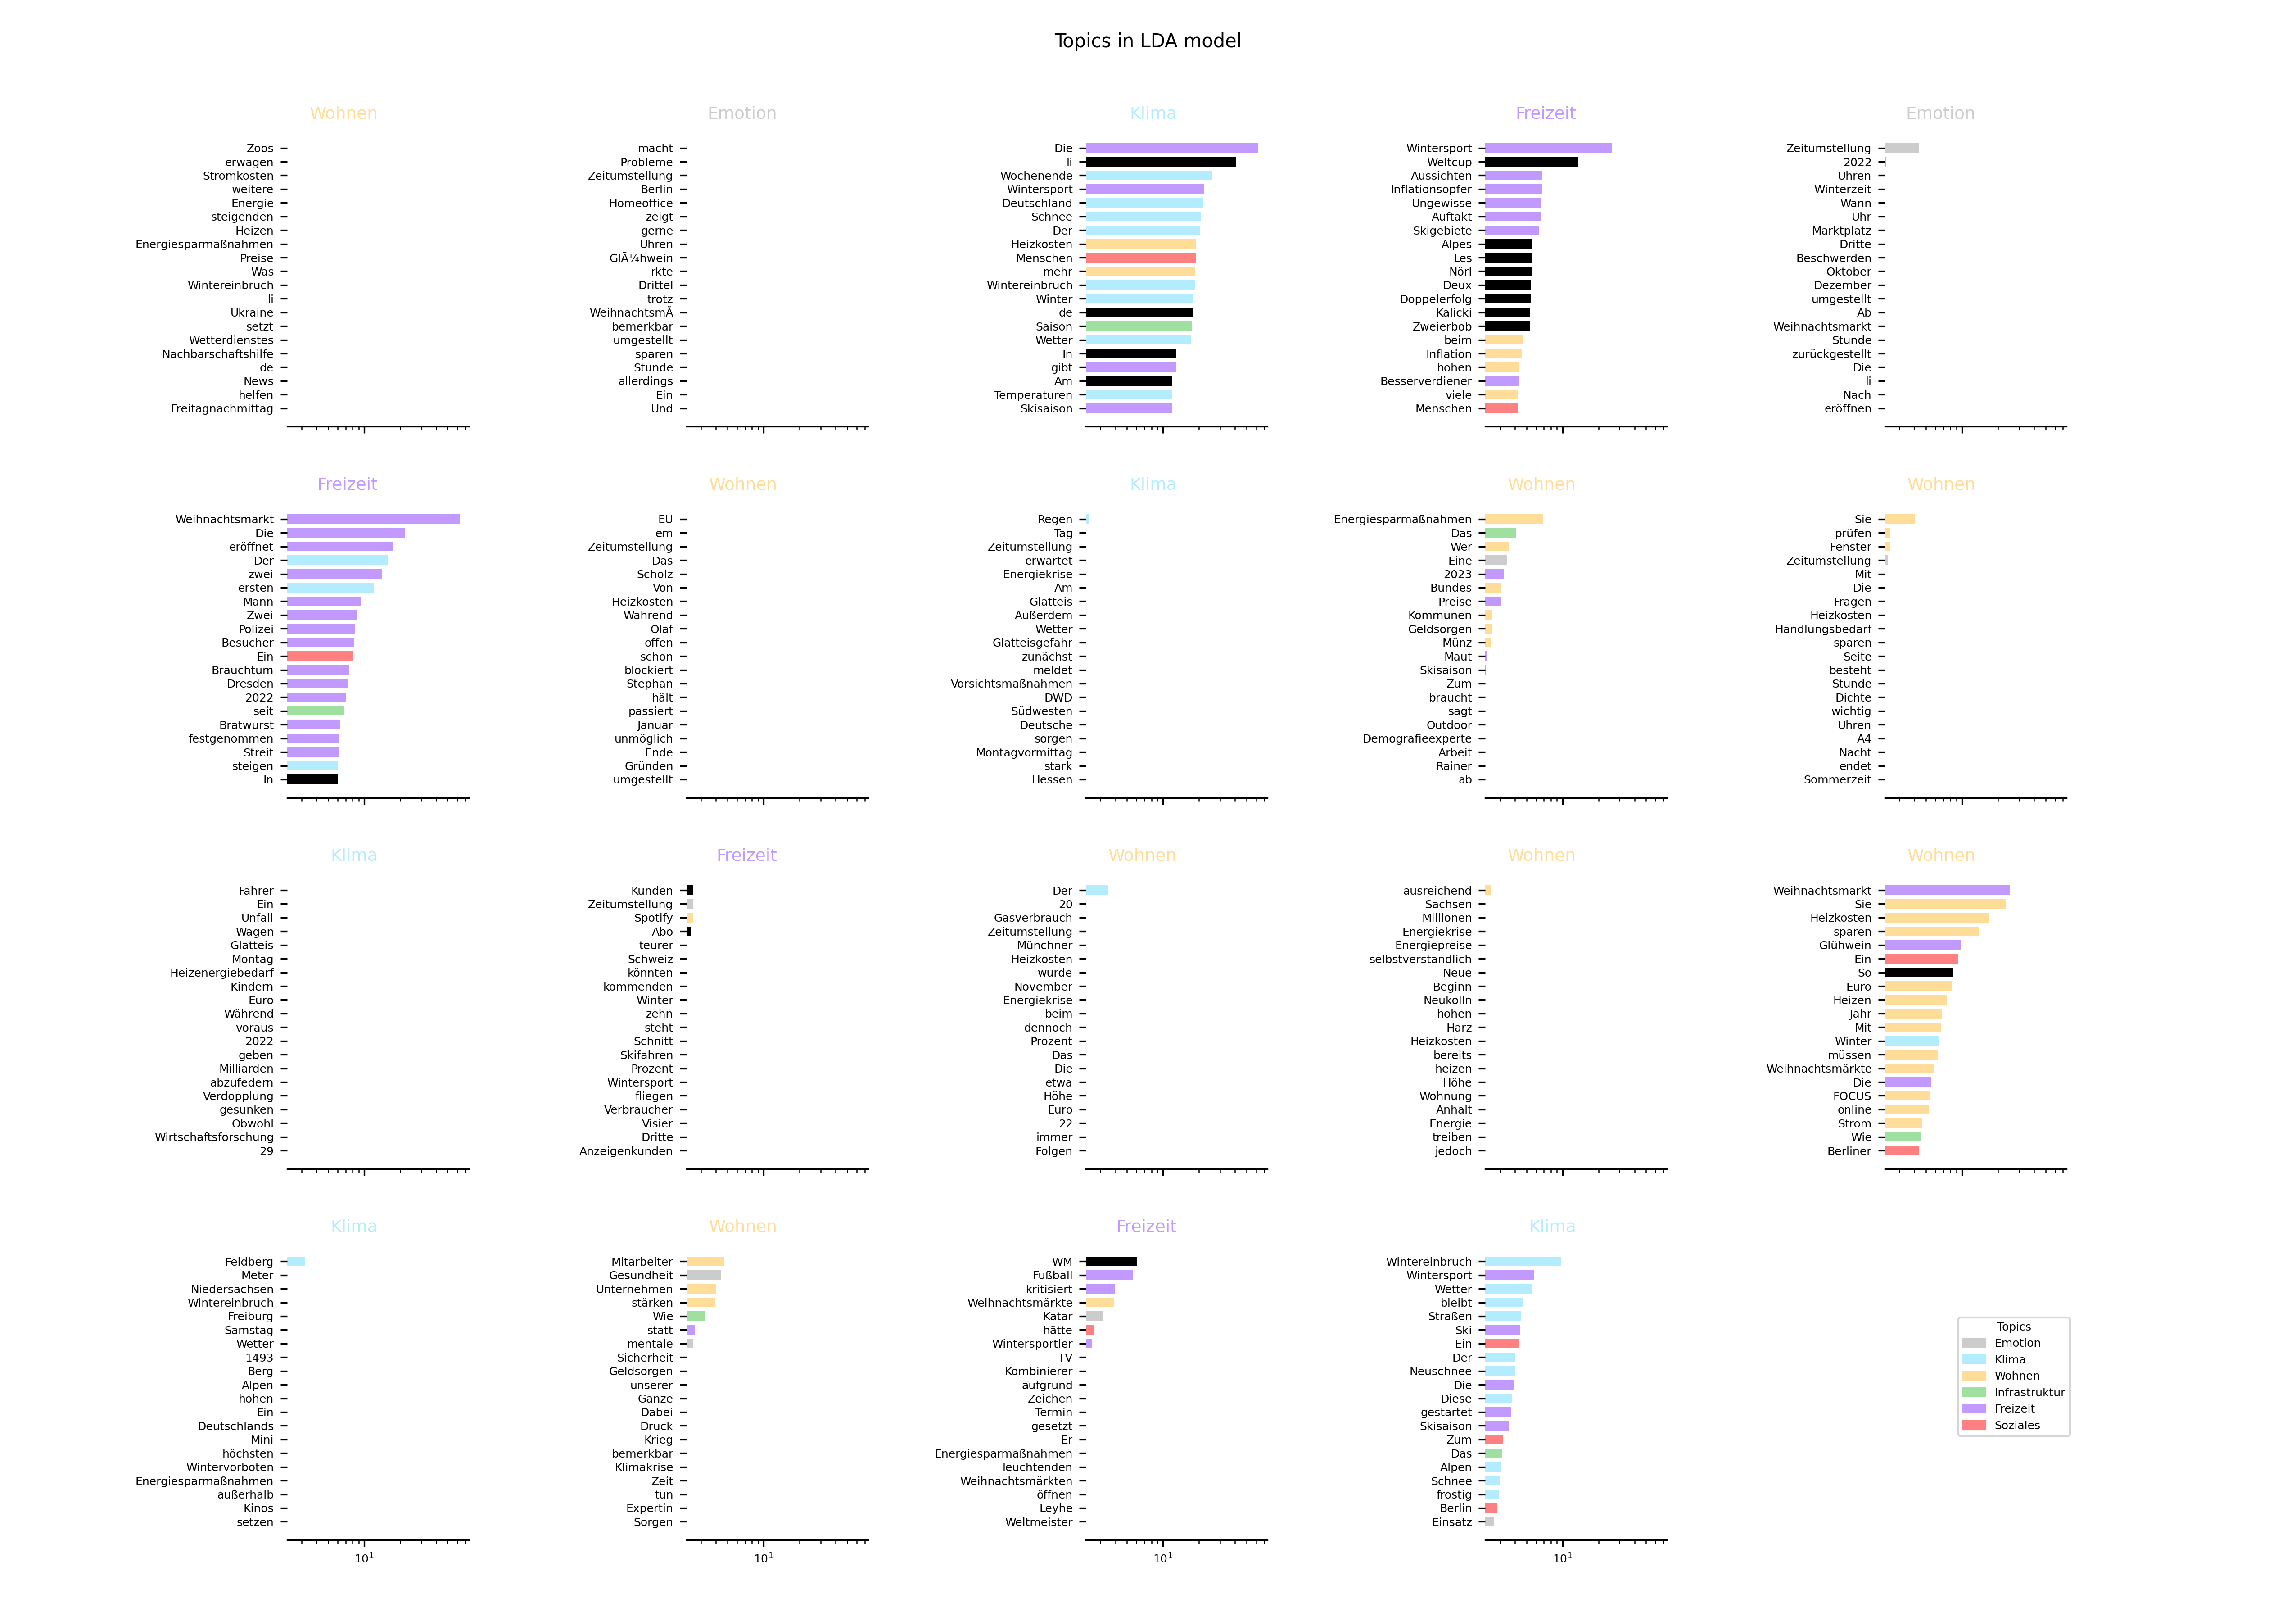 Topics in LDA model
Wohnen
Zoos
erwägen
Stromkosten
weitere
Energie
steigenden
Heizen
Energiesparmaßnahmen
Preise
Was
Wintereinbruch
li
Ukraine
setzt
Wetterdienstes
Nachbarschaftshilfe
de
News
helfen
Freitagnachmittag
Emotion
macht
Probleme
Zeitumstellung
Berlin
Homeoffice
zeigt
gerne
Uhren
GlÃ¼hwein
rkte
Drittel
trotz
WeihnachtsmÃ
bemerkbar
umgestellt
sparen
Stunde
allerdings
Ein
Und
Klima
Die
li
Wochenende
Wintersport
Deutschland
Schnee
Der
Heizkosten
Menschen
mehr
Wintereinbruch
Winter
de
Saison
Wetter
In
gibt
Am
Temperaturen
Skisaison
Freizeit
Wintersport
Weltcup
Aussichten
Inflationsopfer
Ungewisse
Auftakt
Skigebiete
Alpes
Les
Nörl
Deux
Doppelerfolg
Kalicki
Zweierbob
beim
Inflation
hohen
Besserverdiener
viele
Menschen
Emotion
Zeitumstellung
2022
Uhren
Winterzeit
Wann
Uhr
Marktplatz
Dritte
Beschwerden
Oktober
Dezember
umgestellt
Ab
Weihnachtsmarkt
Stunde
zurückgestellt
Die
li
Nach
eröffnen
Freizeit
Weihnachtsmarkt
Die
eröffnet
Der
zwei
ersten
Mann
Zwei
Polizei
Besucher
Ein
Brauchtum
Dresden
2022
seit
Bratwurst
festgenommen
Streit
steigen
In
Wohnen
EU
em
Zeitumstellung
Das
Scholz
Von
Heizkosten
Während
Olaf
offen
schon
blockiert
Stephan
hält
passiert
Januar
unmöglich
Ende
Gründen
umgestellt
Klima
Regen
Tag
Zeitumstellung
erwartet
Energiekrise
Am
Glatteis
Außerdem
Wetter
Glatteisgefahr
zunächst
meldet
Vorsichtsmaßnahmen
DWD
Südwesten
Deutsche
sorgen
Montagvormittag
stark
Hessen
Wohnen
Energiesparmaßnahmen
Das
Wer
Eine
2023
Bundes
Preise
Kommunen
Geldsorgen
Münz
Maut
Skisaison
Zum
braucht
sagt
Outdoor
Demografieexperte
Arbeit
Rainer
ab
Wohnen
Sie
prüfen
Fenster
Zeitumstellung
Mit
Die
Fragen
Heizkosten
Handlungsbedarf
sparen
Seite
besteht
Stunde
Dichte
wichtig
Uhren
A4
Nacht
endet
Sommerzeit
Klima
Fahrer
Ein
Unfall
Wagen
Glatteis
Montag
Heizenergiebedarf
Kindern
Euro
Während
voraus
2022
geben
Milliarden
abzufedern
Verdopplung
gesunken
Obwohl
Wirtschaftsforschung
29
Freizeit
Kunden
Zeitumstellung
Spotify
Abo
teurer
Schweiz
könnten
kommenden
Winter
zehn
steht
Schnitt
Skifahren
Prozent
Wintersport
fliegen
Verbraucher
Visier
Dritte
Anzeigenkunden
Wohnen
Der
20
Gasverbrauch
Zeitumstellung
Münchner
Heizkosten
wurde
November
Energiekrise
beim
dennoch
Prozent
Das
Die
etwa
Höhe
Euro
22
immer
Folgen
Wohnen
ausreichend
Sachsen
Millionen
Energiekrise
Energiepreise
selbstverständlich
Neue
Beginn
Neukölln
hohen
Harz
Heizkosten
bereits
heizen
Höhe
Wohnung
Anhalt
Energie
treiben
jedoch
Wohnen
Weihnachtsmarkt
Sie
Heizkosten
sparen
Glühwein
Ein
So
Euro
Heizen
Jahr
Mit
Winter
müssen
Weihnachtsmärkte
Die
FOCUS
online
Strom
Wie
Berliner
Klima
Feldberg
Meter
Niedersachsen
Wintereinbruch
Freiburg
Samstag
Wetter
1493
Berg
Alpen
hohen
Ein
Deutschlands
Mini
höchsten
Wintervorboten
Energiesparmaßnahmen
außerhalb
Kinos
setzen
10¹
Wohnen
Mitarbeiter
Gesundheit
Unternehmen
stärken
Wie
statt
mentale
Sicherheit
Geldsorgen
unserer
Ganze
Dabei
Druck
Krieg
bemerkbar
Klimakrise
Zeit
tun
Expertin
Sorgen
10¹
Freizeit
WM
Fußball
kritisiert
Weihnachtsmärkte
Katar
hätte
Wintersportler
TV
Kombinierer
aufgrund
Zeichen
Termin
gesetzt
Er
Energiesparmaßnahmen
leuchtenden
Weihnachtsmärkten
öffnen
Leyhe
Weltmeister
10¹
Klima
Wintereinbruch
Wintersport
Wetter
bleibt
Straßen
Ski
Ein
Der
Neuschnee
Die
Diese
gestartet
Skisaison
Zum
Das
Alpen
Schnee
frostig
Berlin
Einsatz
10¹
Topics
Emotion
Klima
Wohnen
Infrastruktur
Freizeit
Soziales